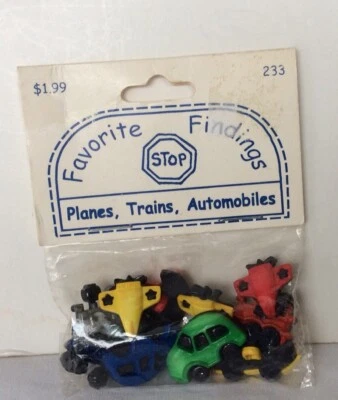 $1.99
233
Favorite Findings
STOP
Planes, Trains, Automobiles